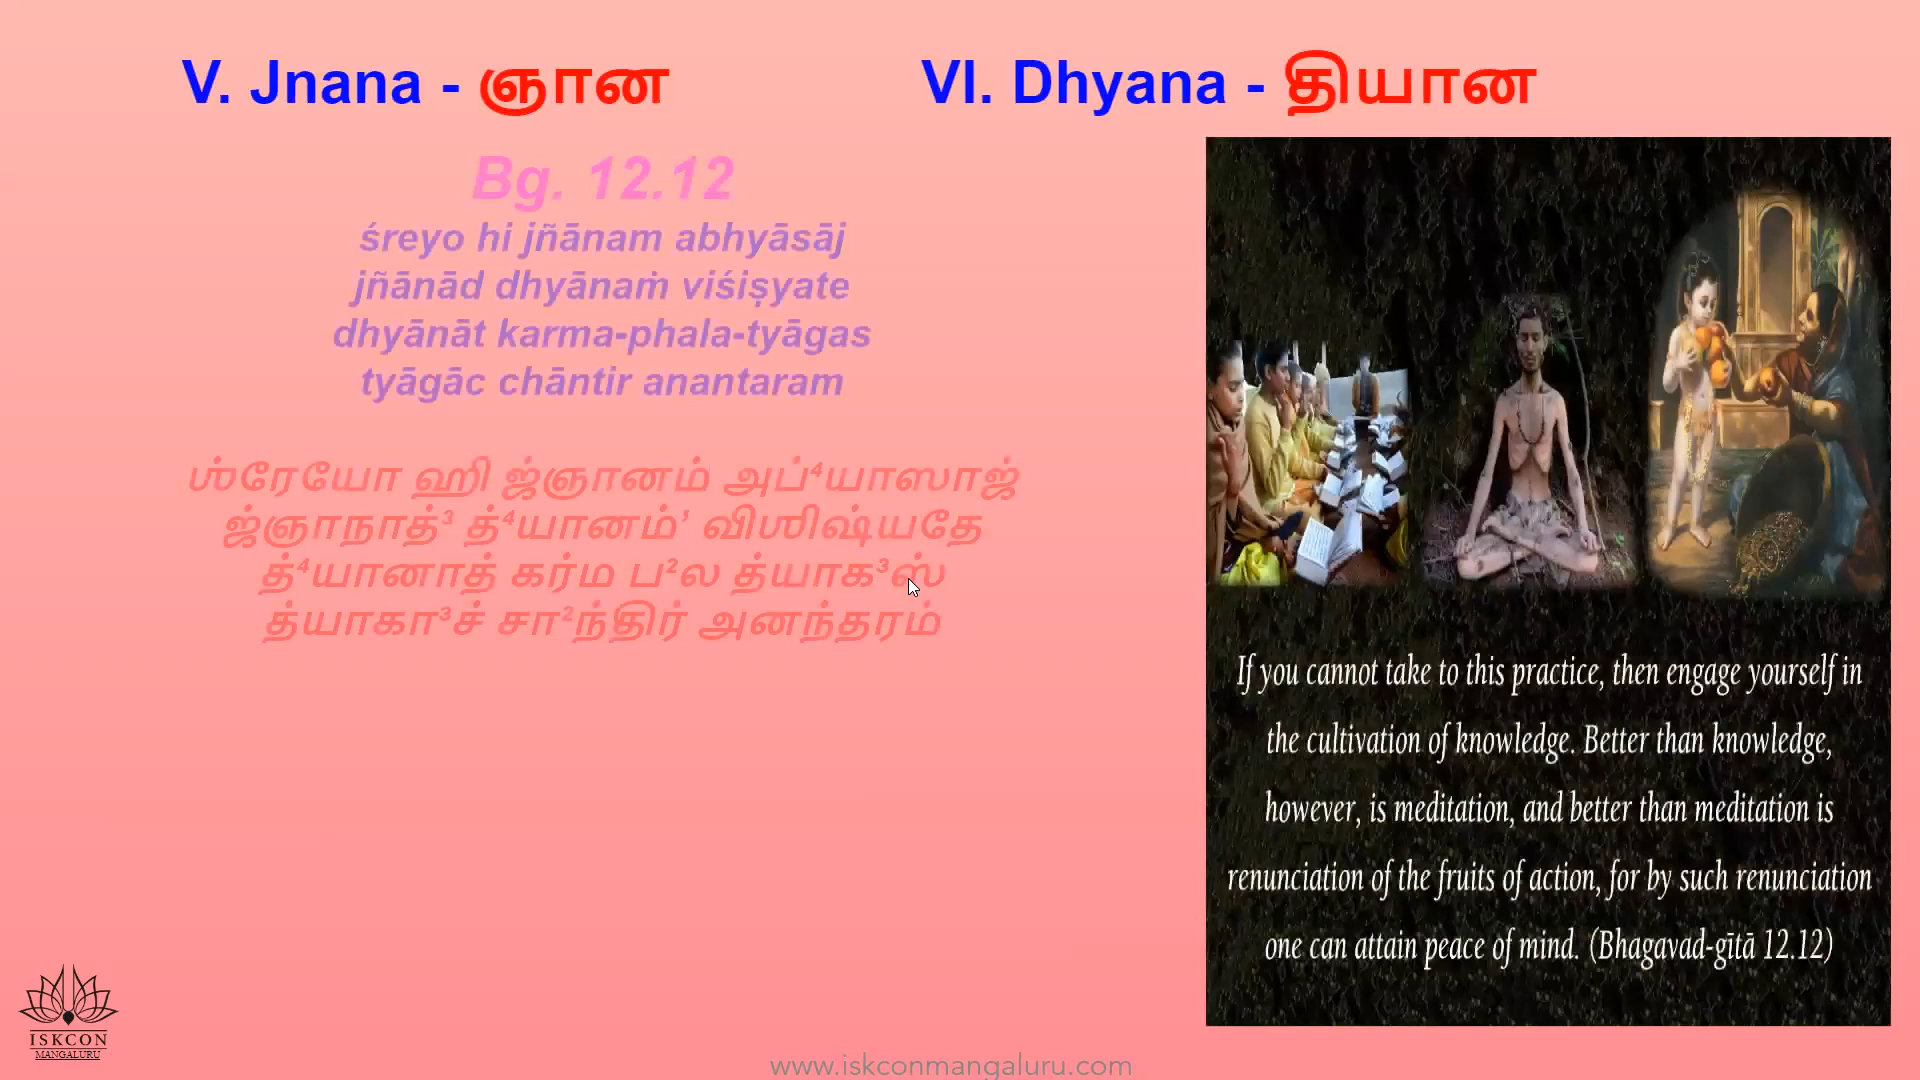 V. Jnana - ஞான
VI. Dhyana - தியான
Bg. 12.12
śreyo hi jñānam abhyāsāj
jñānād dhyānaṁ viśiṣyate
dhyānāt karma-phala-tyāgas
tyāgāc chāntir anantaram
ஶ்ரேயோ ஹி ஜ்ஞானம் அப்⁴யாஸாஜ்
ஜ்ஞாநாத்³ த்⁴யானம்’ விஶிஷ்யதே
த்⁴யானாத் கர்ம ப²ல த்யாக³ஸ்
த்யாகா³ச் சா²ந்திர் அனந்தரம்
If you cannot take to this practice, then engage yourself in
the cultivation of knowledge. Better than knowledge,
however, is meditation, and better than meditation is
renunciation of the fruits of action, for by such renunciation
one can attain peace of mind. (Bhagavad-gītā 12.12)
ISKCON
MANGALURU
www.iskconmangaluru.com